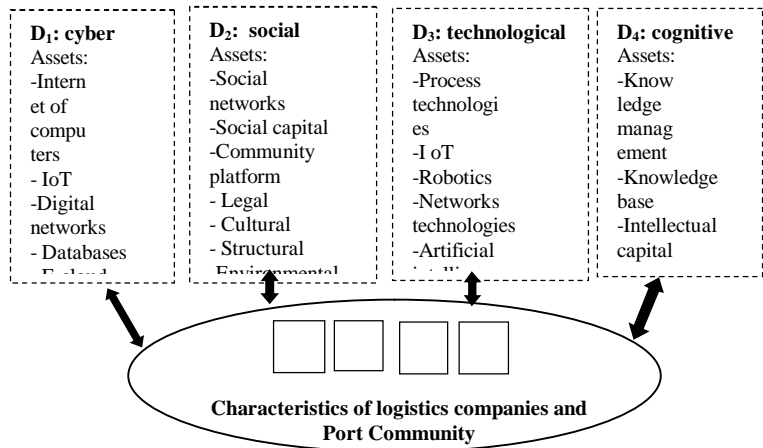 D₁: cyber
Assets:
-Intern
et of
compu
ters
- IoT
-Digital
networks
- Databases
D₂: social
Assets:
-Social
networks
-Social capital
-Community
platform
- Legal
- Cultural
- Structural
-Environmental
D₃: technological
Assets:
-Process
technologi
es
-I oT
-Robotics
-Networks
technologies
-Artificial
D₄: cognitive
Assets:
-Know
ledge
manag
ement
-Knowledge
base
-Intellectual
capital
Characteristics of logistics companies and
Port Community